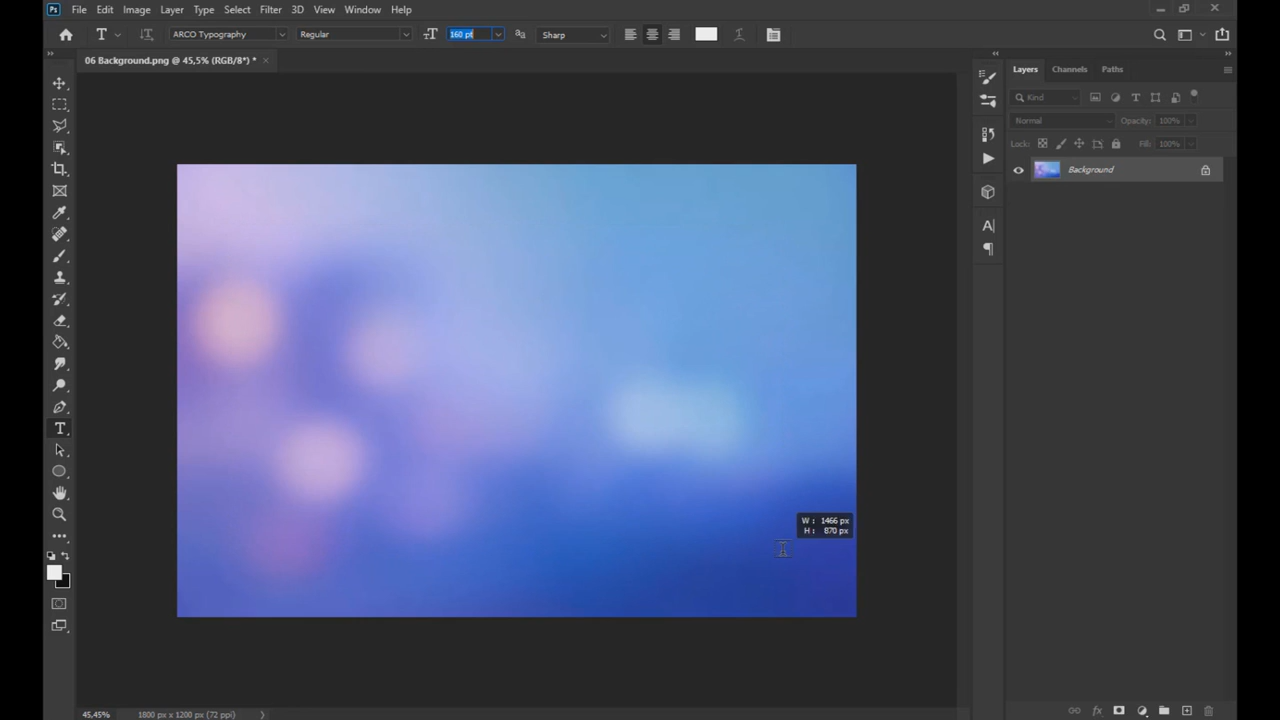 Ps File Edit Image Layer Type Select Filter 3D View Window Help
T ARCO Typography Regular 160 pt Sharp
06 Background.png @ 45,5% (RGB/8*) *
Layers Channels Paths
Kind
Normal Opacity: 100%
Lock: Fill: 100%
Background
W : 1466 px
H : 870 px
45,45% 1800 px x 1200 px (72 ppi)